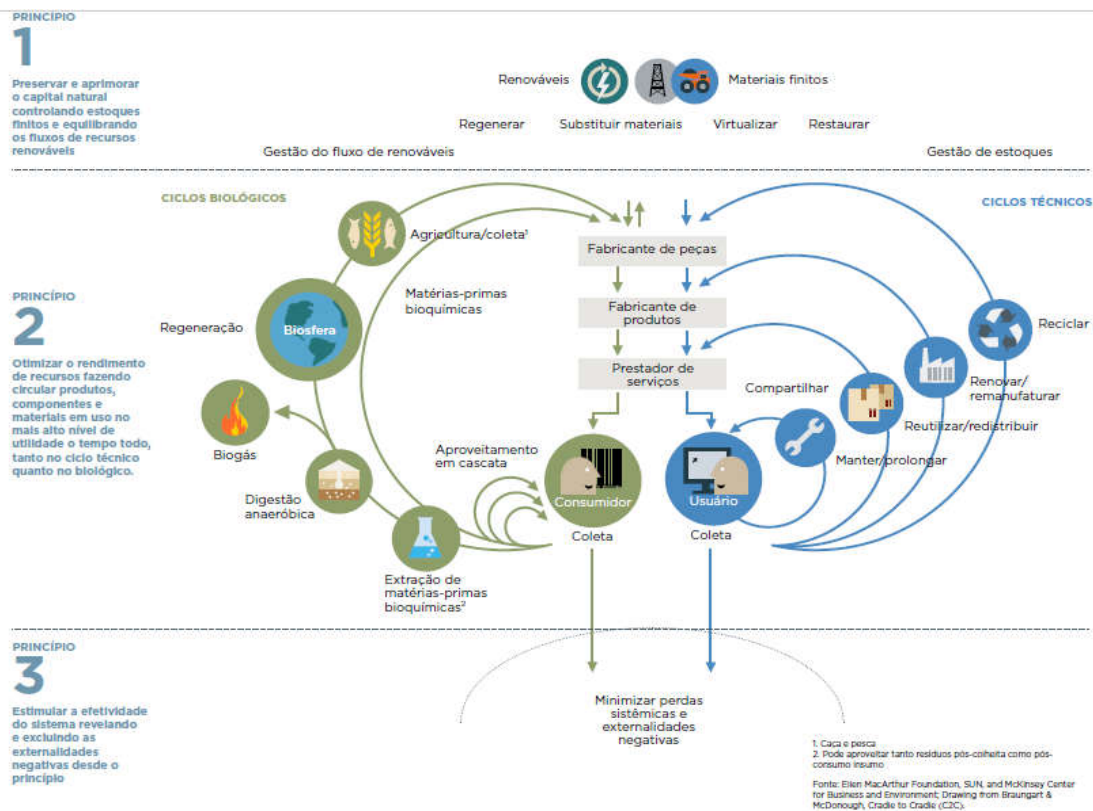 PRINCÍPIO
1
Preservar e aprimorar
o capital natural
controlando estoques
finitos e equilibrando
os fluxos de recursos
renováveis
Renováveis
Materiais finitos
Regenerar
Substituir materiais
Virtualizar
Restaurar
Gestão do fluxo de renováveis
Gestão de estoques
CICLOS BIOLÓGICOS
CICLOS TÉCNICOS
PRINCÍPIO
2
Otimizar o rendimento
de recursos fazendo
circular produtos,
componentes e
materiais em uso no
mais alto nível de
utilidade o tempo todo,
tanto no ciclo técnico
quanto no biológico.
Agricultura/coleta¹
Matérias-primas
bioquímicas
Regeneração
Biosfera
Biogás
Digestão
anaeróbica
Extração de
matérias-primas
bioquímicas²
Aproveitamento
em cascata
Fabricante de peças
Fabricante de
produtos
Prestador de
serviços
Consumidor
Coleta
Usuário
Coleta
Compartilhar
Manter/prolongar
Reutilizar/redistribuir
Renovar/
remanufaturar
Reciclar
PRINCÍPIO
3
Estimular a efetividade
do sistema revelando
e excluindo as
externalidades
negativas desde o
princípio
Minimizar perdas
sistêmicas e
externalidades
negativas
1. Caça e pesca
2. Pode aproveitar tanto resíduos pós-colheita como pós-
consumo insumo
Fonte: Ellen MacArthur Foundation, SUN, and McKinsey Center
for Business and Environment; Drawing from Braungart &
McDonough, Cradle to Cradle (C2C).